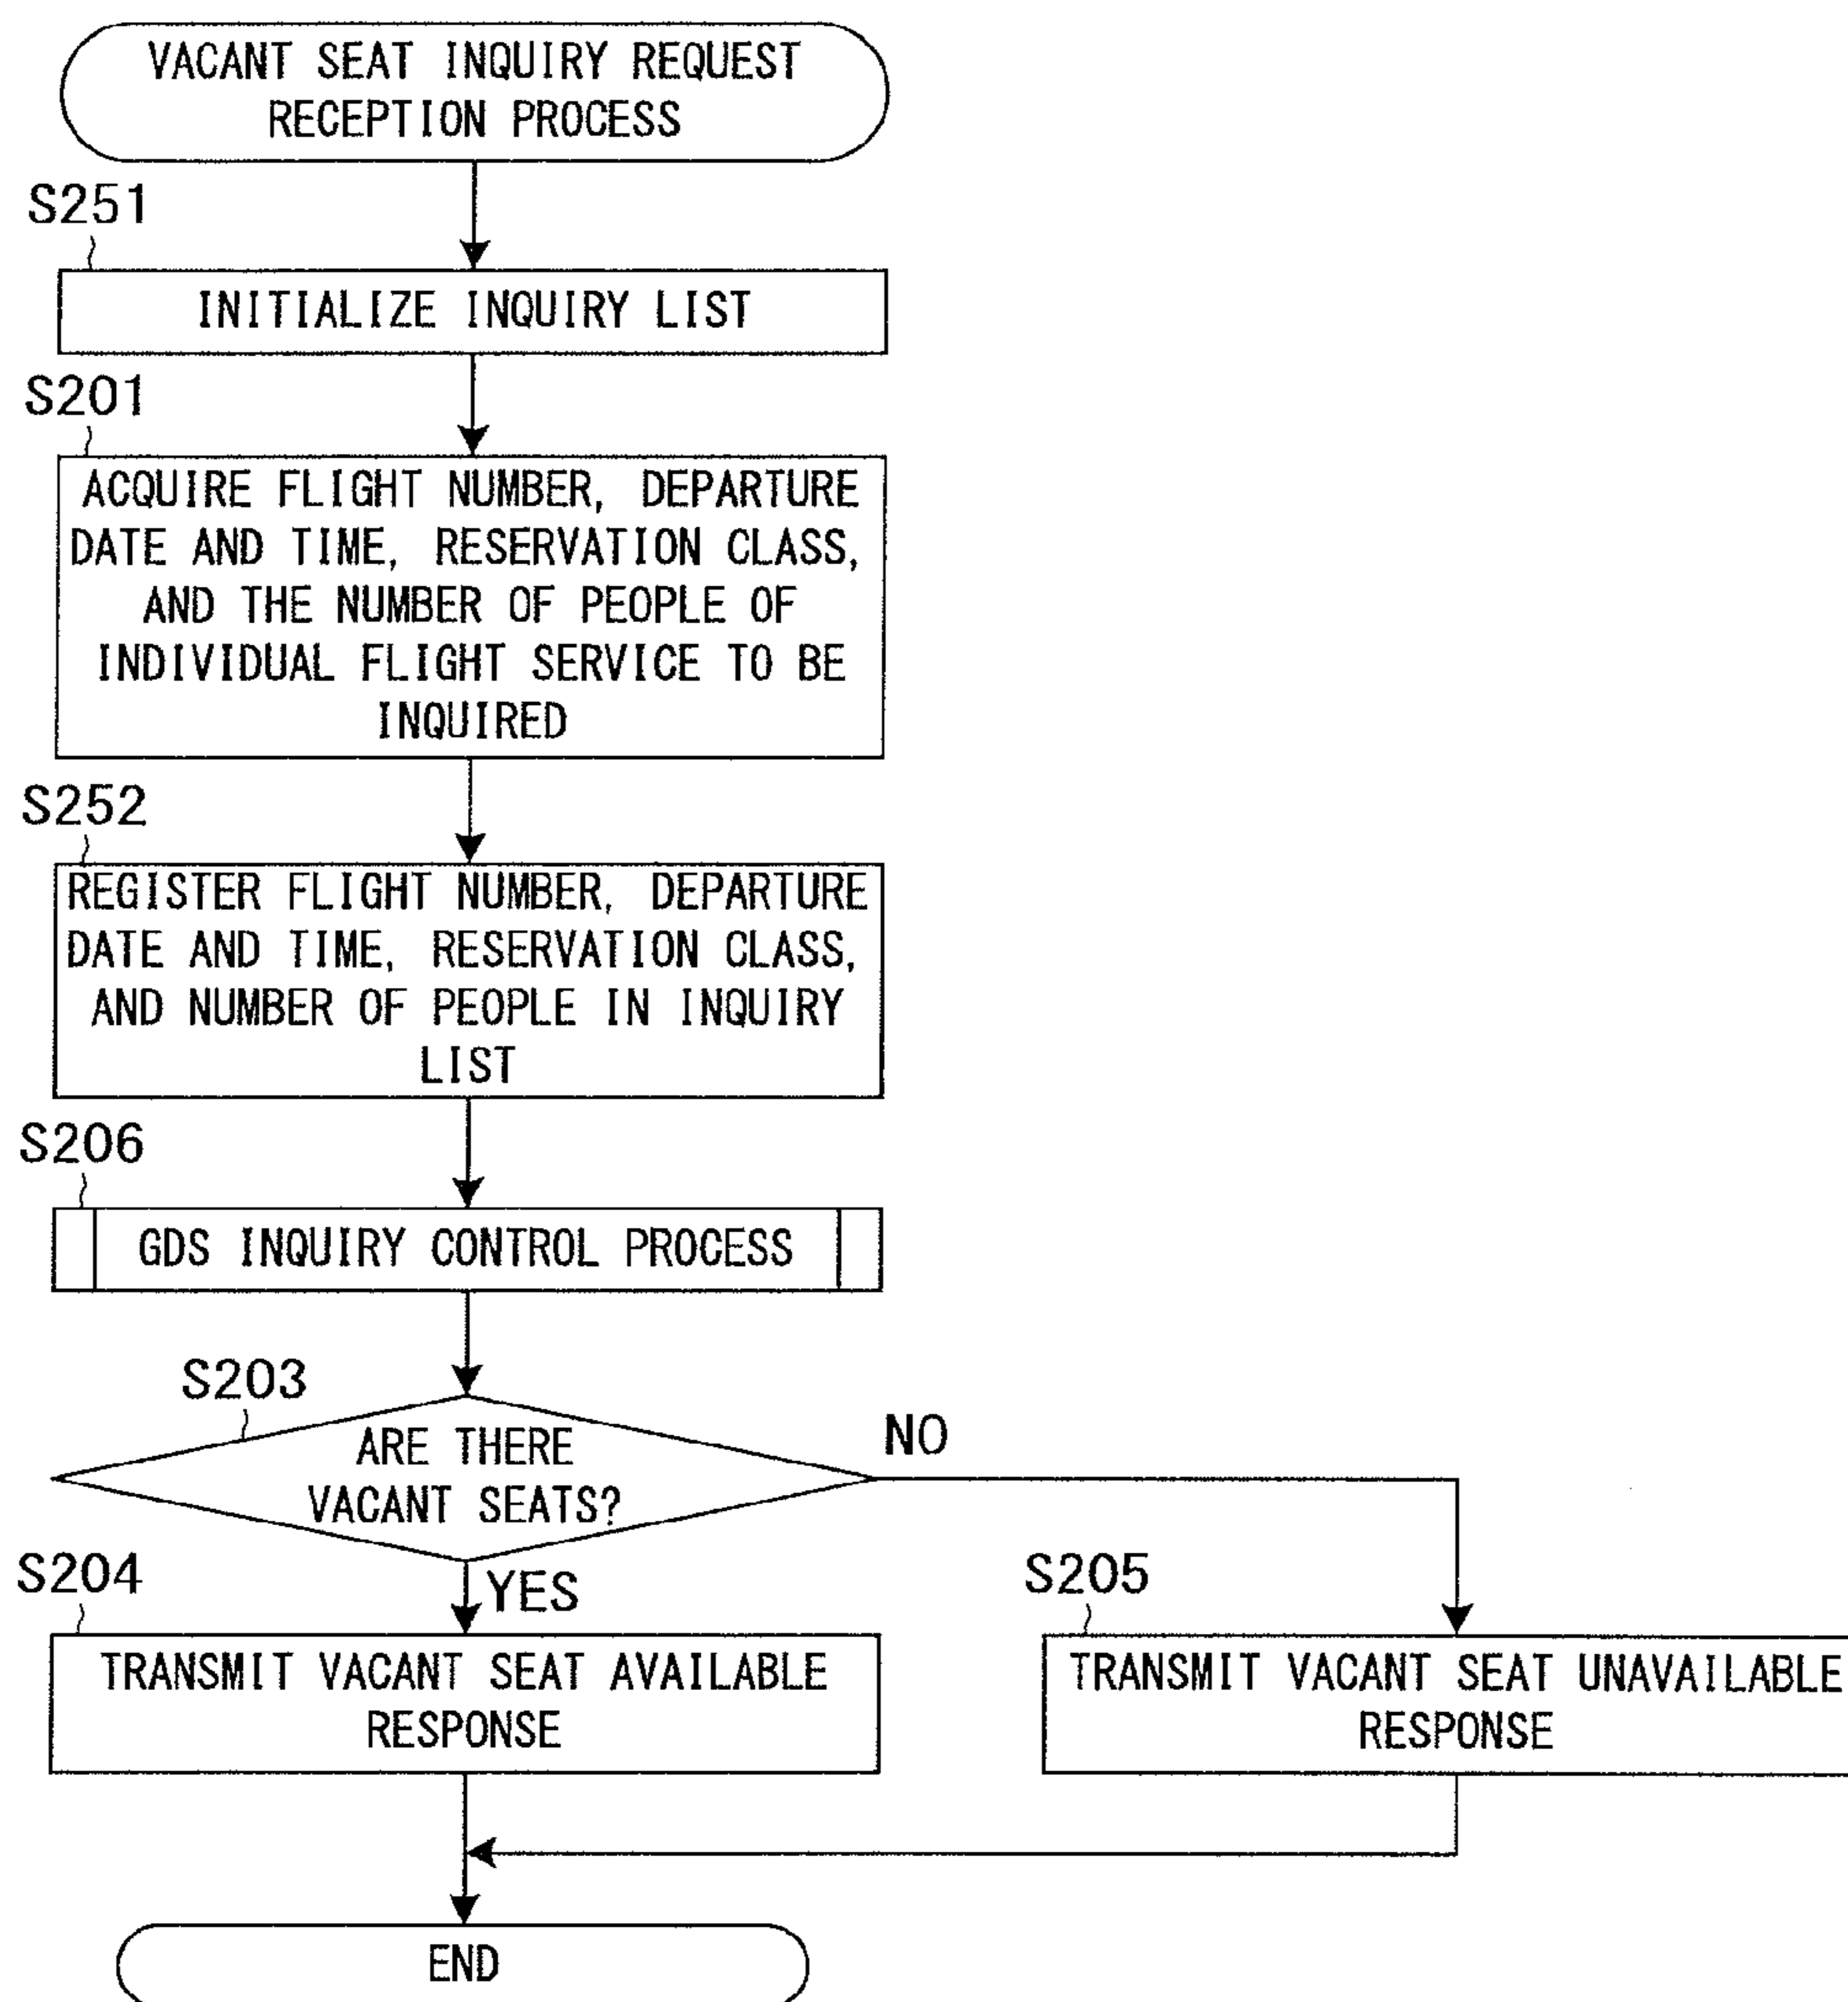 VACANT SEAT INQUIRY REQUEST
RECEPTION PROCESS
S251
INITIALIZE INQUIRY LIST
S201
ACQUIRE FLIGHT NUMBER, DEPARTURE
DATE AND TIME, RESERVATION CLASS,
AND THE NUMBER OF PEOPLE OF
INDIVIDUAL FLIGHT SERVICE TO BE
INQUIRED
S252
REGISTER FLIGHT NUMBER, DEPARTURE
DATE AND TIME, RESERVATION CLASS,
AND NUMBER OF PEOPLE IN INQUIRY
LIST
S206
GDS INQUIRY CONTROL PROCESS
S203
ARE THERE
VACANT SEATS?
NO
YES
S204
TRANSMIT VACANT SEAT AVAILABLE
RESPONSE
S205
TRANSMIT VACANT SEAT UNAVAILABLE
RESPONSE
END